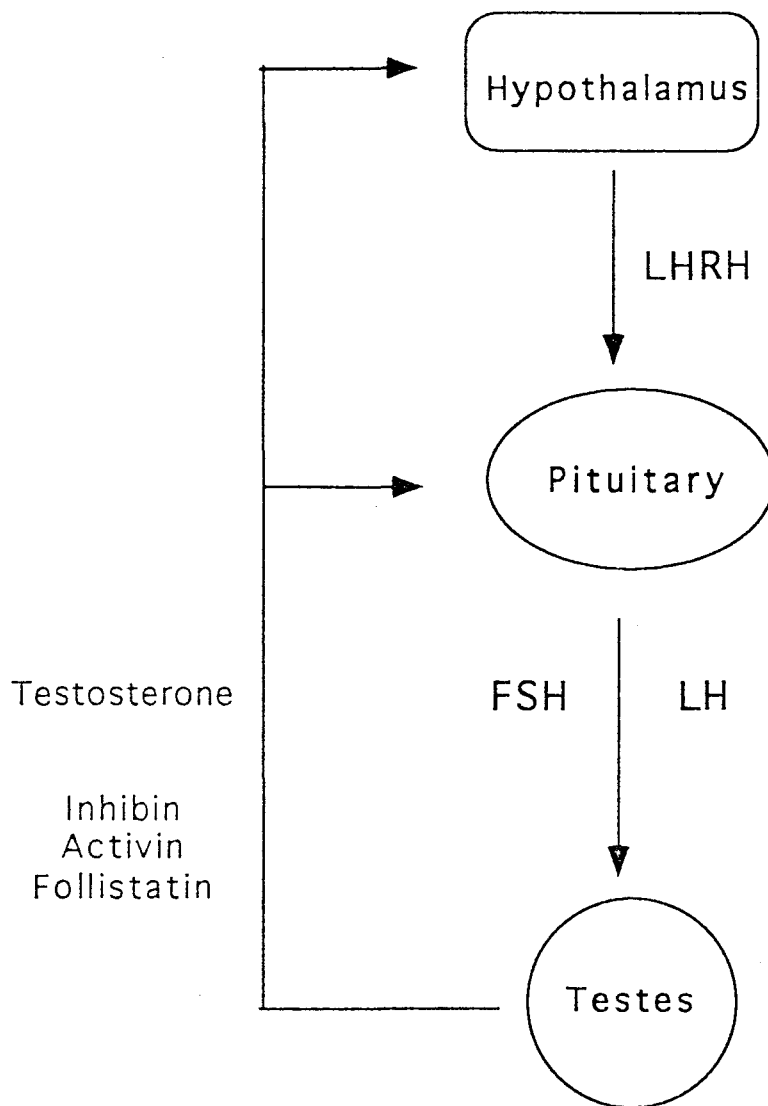 Hypothalamus
LHRH
Pituitary
Testosterone
FSH LH
Inhibin
Activin
Follistatin
Testes